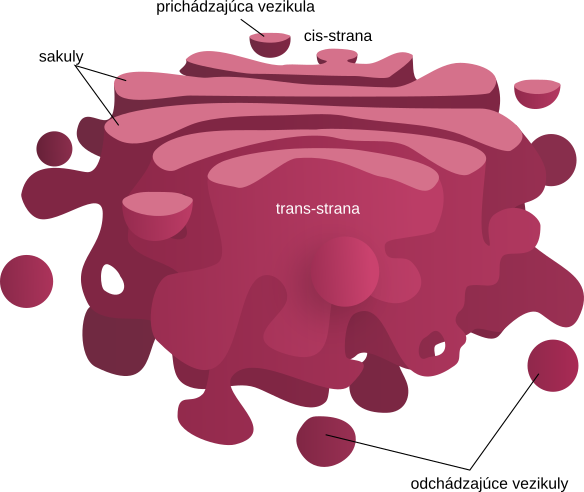 prichádzajúca vezikula
cis-strana
sakuly
trans-strana
odchádzajúce vezikuly